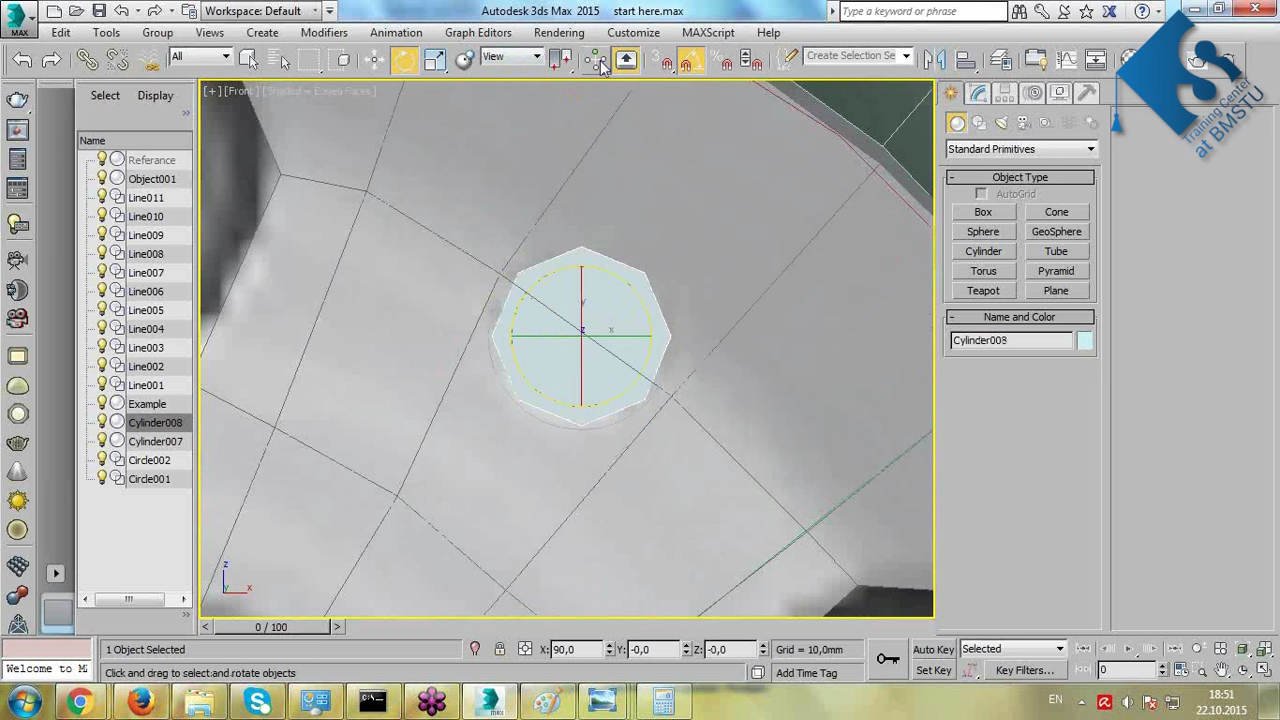 Workspace: Default
Autodesk 3ds Max 2015    start here.max
Type a keyword or phrase
MAX
Edit Tools Group Views Create Modifiers Animation Graph Editors Rendering Customize MAXScript Help
All View 3 Create Selection Se
Training Center
at BMSTU
Select Display
[+] [Front]
Name
Referance
Object001
Line011
Line010
Line009
Line008
Line007
Line006
Line005
Line004
Line003
Line002
Line001
Example
Cylinder008
Cylinder007
Circle002
Circle001
y
z x
z
y x
Standard Primitives
Object Type
AutoGrid
Box Cone
Sphere GeoSphere
Cylinder Tube
Torus Pyramid
Teapot Plane
Name and Color
Cylinder008
0 / 100
1 Object Selected X: 90,0 Y: -0,0 Z: -0,0 Grid = 10,0mm Auto Key Selected
Welcome to M Click and drag to select and rotate objects Add Time Tag Set Key Key Filters... 0
EN 18:51
22.10.2015